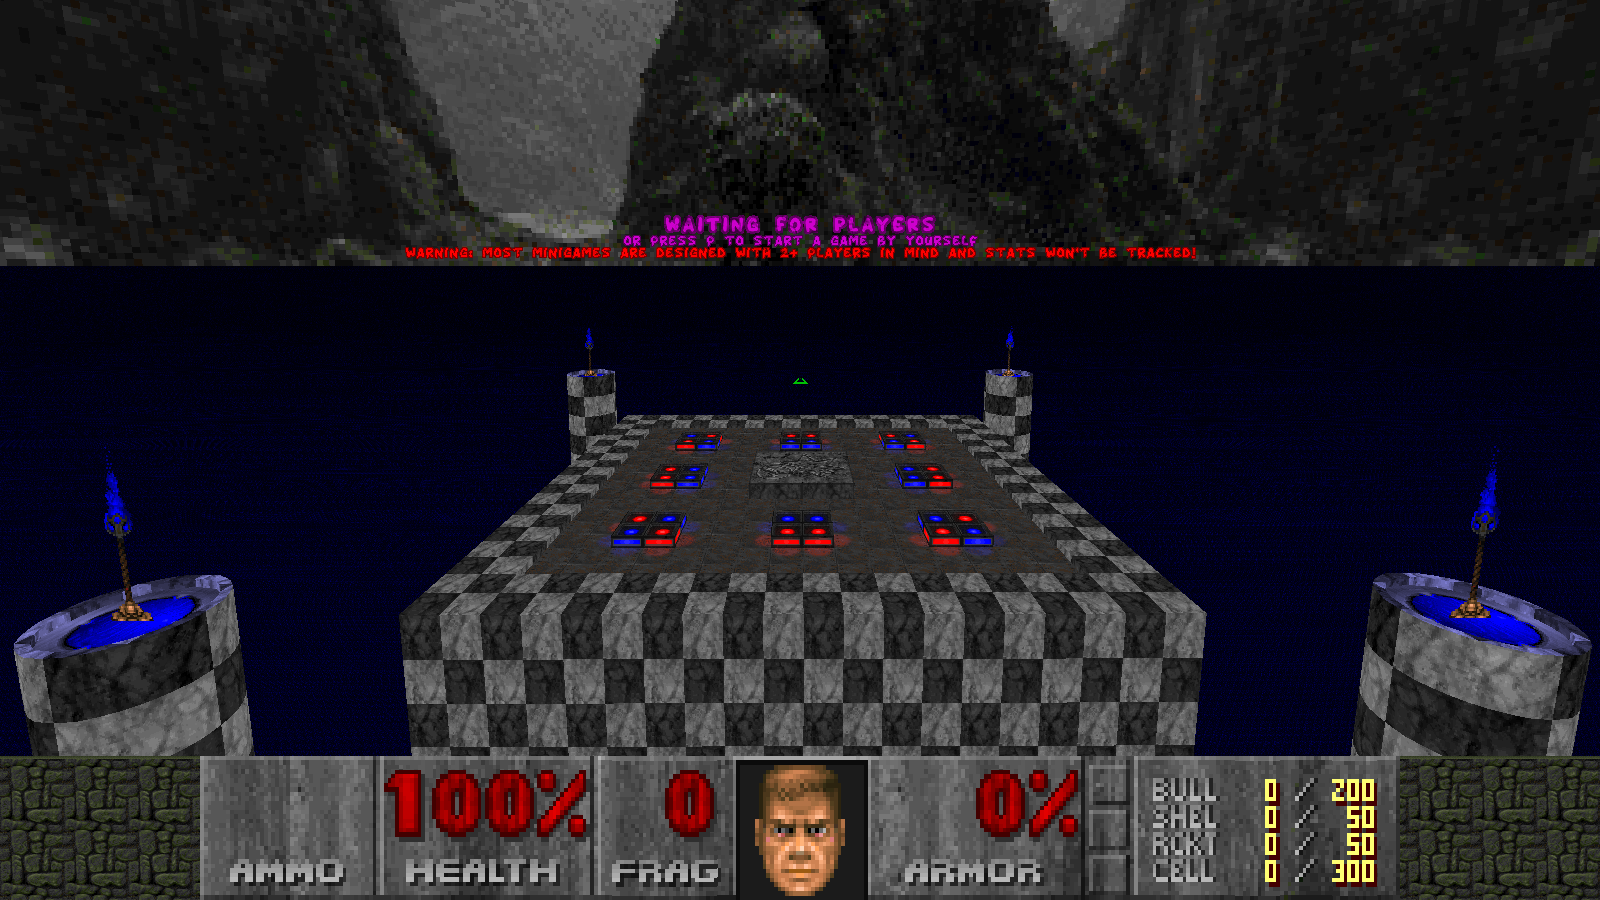 WAITING FOR PLAYERS
OR PRESS P TO START A GAME BY YOURSELF
WARNING: MOST MINIGAMES ARE DESIGNED WITH 2+ PLAYERS IN MIND AND STATS WON'T BE TRACKED!
100% 0 0%
AMMO HEALTH FRAG ARMOR
BULL 0 / 200
SHEL 0 / 50
RCKT 0 / 50
CELL 0 / 300